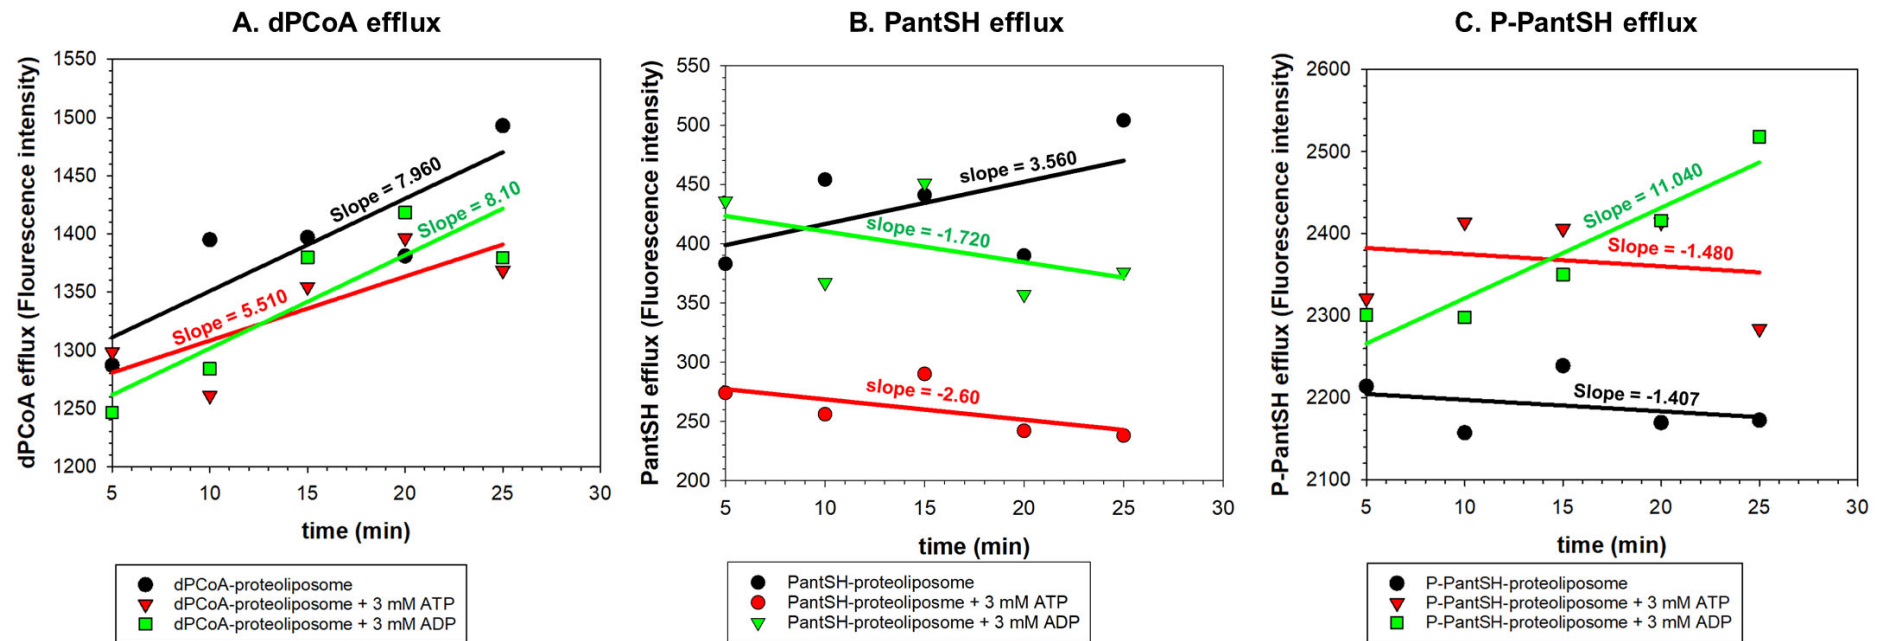 A. dPCoA efflux
dPCoA efflux (Flourescence intensity)
1550
1500
1450
1400
1350
1300
1250
1200
Slope = 7.960
Slope = 8.10
Slope = 5.510
5 10 15 20 25 30
time (min)
dPCoA-proteoliposome
dPCoA-proteoliposome + 3 mM ATP
dPCoA-proteoliposome + 3 mM ADP
B. PantSH efflux
PantSH efflux (Fluorescence intensity)
550
500
450
400
350
300
250
200
slope = 3.560
slope = -1.720
slope = -2.60
5 10 15 20 25 30
time (min)
PantSH-proteoliposome
PantSH-proteoliposme + 3 mM ATP
PantSH-proteoliposome + 3 mM ADP
C. P-PantSH efflux
P-PantSH efflux (Fluorescence intensity)
2600
2500
2400
2300
2200
2100
Slope = 11.040
Slope = -1.480
Slope = -1.407
5 10 15 20 25 30
time (min)
P-PantSH-proteoliposome
P-PantSH-proteoliposome + 3 mM ATP
P-PantSH-proteoliposome + 3 mM ADP